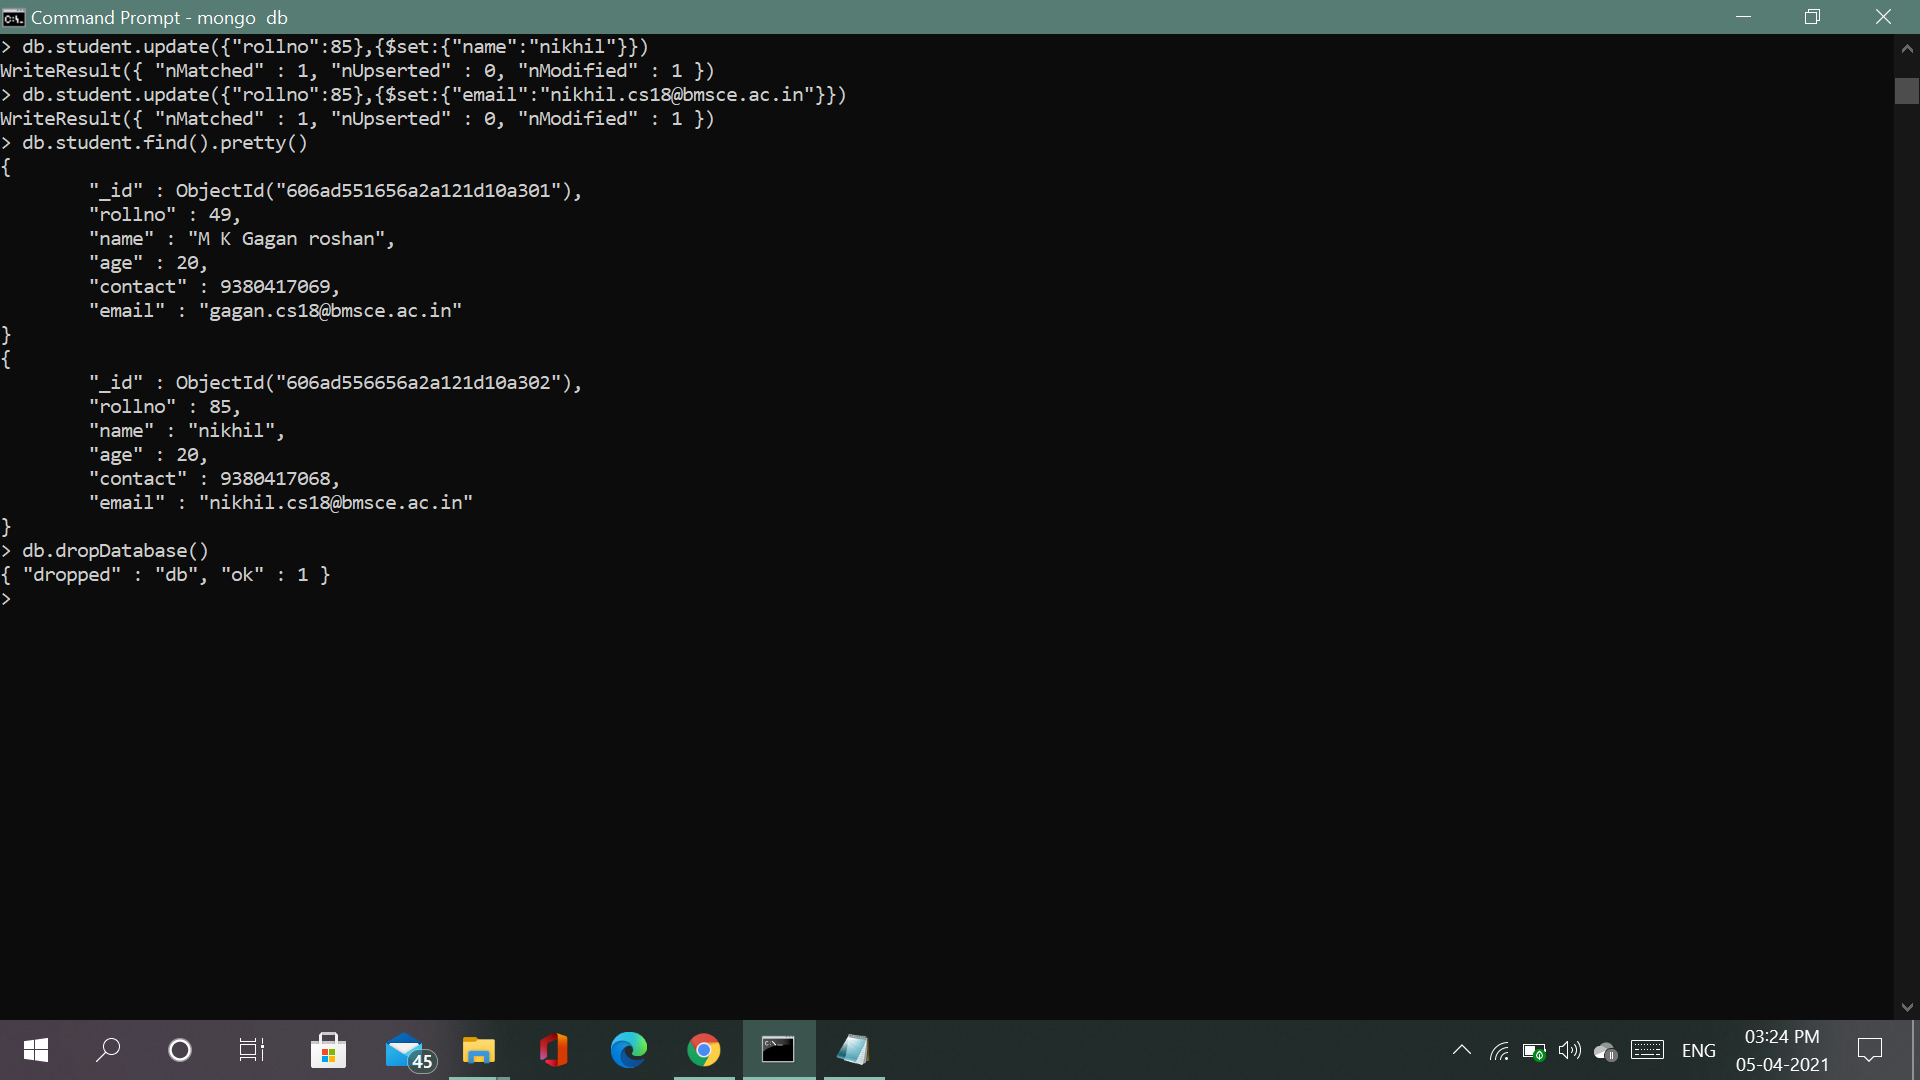 Command Prompt - mongo  db
> db.student.update({"rollno":85},{$set:{"name":"nikhil"}})
WriteResult({ "nMatched" : 1, "nUpserted" : 0, "nModified" : 1 })
> db.student.update({"rollno":85},{$set:{"email":"nikhil.cs18@bmsce.ac.in"}})
WriteResult({ "nMatched" : 1, "nUpserted" : 0, "nModified" : 1 })
> db.student.find().pretty()
{
        "_id" : ObjectId("606ad551656a2a121d10a301"),
        "rollno" : 49,
        "name" : "M K Gagan roshan",
        "age" : 20,
        "contact" : 9380417069,
        "email" : "gagan.cs18@bmsce.ac.in"
}
{
        "_id" : ObjectId("606ad556656a2a121d10a302"),
        "rollno" : 85,
        "name" : "nikhil",
        "age" : 20,
        "contact" : 9380417068,
        "email" : "nikhil.cs18@bmsce.ac.in"
}
> db.dropDatabase()
{ "dropped" : "db", "ok" : 1 }
>
45
ENG
03:24 PM
05-04-2021